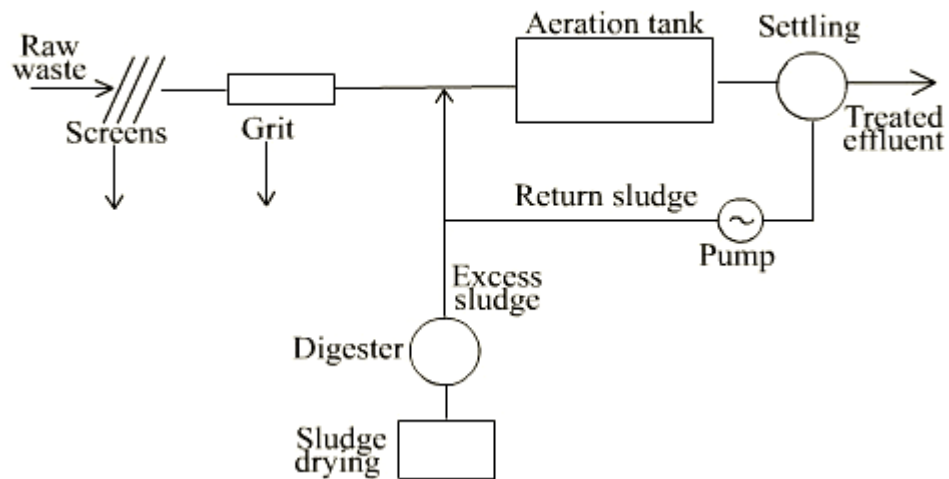 Raw
waste
Screens
Grit
Aeration tank
Settling
Treated
effluent
Return sludge
Pump
Excess
sludge
Digester
Sludge
drying